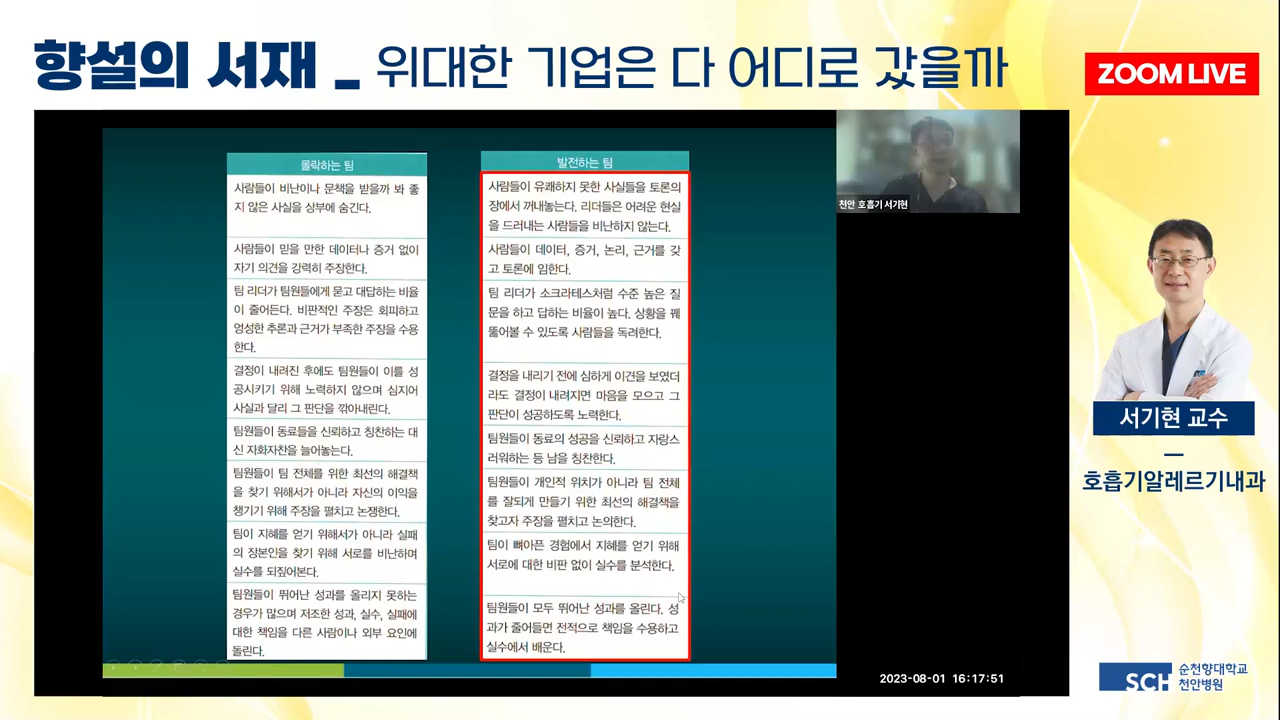 향설의 서재 _ 위대한 기업은 다 어디로 갔을까
ZOOM LIVE
몰락하는 팀
사람들이 비난이나 문책을 받을까 봐 좋
지 않은 사실을 상부에 숨긴다.
사람들이 믿을 만한 데이터나 증거 없이
자기 의견을 강력히 주장한다.
팀 리더가 팀원들에게 묻고 대답하는 비율
이 줄어든다. 비판적인 주장은 회피하고
엉성한 추론과 근거가 부족한 주장을 수용
한다.
결정이 내려진 후에도 팀원들이 이를 성
공시키기 위해 노력하지 않으며 심지어
사실과 달리 그 판단을 깎아내린다.
팀원들이 동료들을 신뢰하고 칭찬하는 대
신 자화자찬을 늘어놓는다.
팀원들이 팀 전체를 위한 최선의 해결책
을 찾기 위해서가 아니라 자신의 이익을
챙기기 위해 주장을 펼치고 논쟁한다.
팀이 지혜를 얻기 위해서가 아니라 실패
의 장본인을 찾기 위해 서로를 비난하며
실수를 되짚어본다.
팀원들이 뛰어난 성과를 올리지 못하는
경우가 많으며 저조한 성과, 실수, 실패에
대한 책임을 다른 사람이나 외부 요인에
돌린다.
발전하는 팀
사람들이 유쾌하지 못한 사실들을 토론의
장에서 꺼내놓는다. 리더들은 어려운 현실
을 드러내는 사람들을 비난하지 않는다.
사람들이 데이터, 증거, 논리, 근거를 갖
고 토론에 임한다.
팀 리더가 소크라테스처럼 수준 높은 질
문을 하고 답하는 비율이 높다. 상황을 꿰
뚫어볼 수 있도록 사람들을 독려한다.
결정을 내리기 전에 심하게 이견을 보였더
라도 결정이 내려지면 마음을 모으고 그
판단이 성공하도록 노력한다.
팀원들이 동료의 성공을 신뢰하고 자랑스
러워하는 등 남을 칭찬한다.
팀원들이 개인적 위치가 아니라 팀 전체
를 잘되게 만들기 위한 최선의 해결책을
찾고자 주장을 펼치고 논의한다.
팀이 뼈아픈 경험에서 지혜를 얻기 위해
서로에 대한 비판 없이 실수를 분석한다.
팀원들이 모두 뛰어난 성과를 올린다. 성
과가 줄어들면 전적으로 책임을 수용하고
실수에서 배운다.
천안 호흡기 서기현
2023-08-01 16:17:51
서기현 교수
호흡기알레르기내과
SCH 순천향대학교
천안병원